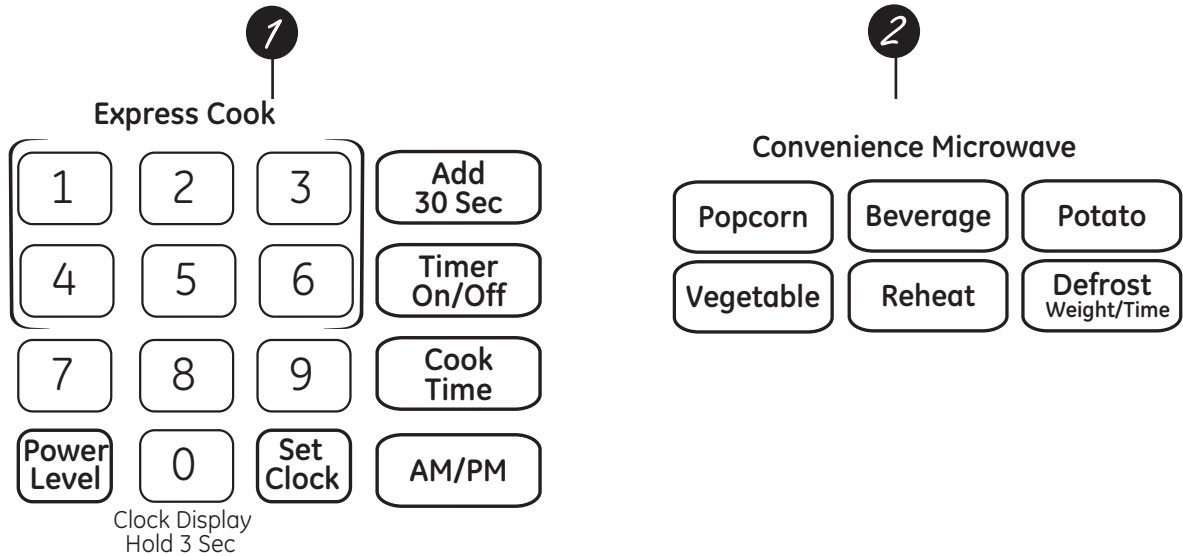 1
2
Express Cook
Convenience Microwave
1 2 3 Add
30 Sec
4 5 6 Timer
On/Off
7 8 9 Cook
Time
Power
Level
0
Set
Clock
AM/PM
Clock Display
Hold 3 Sec
Popcorn Beverage Potato
Vegetable Reheat Defrost
Weight/Time